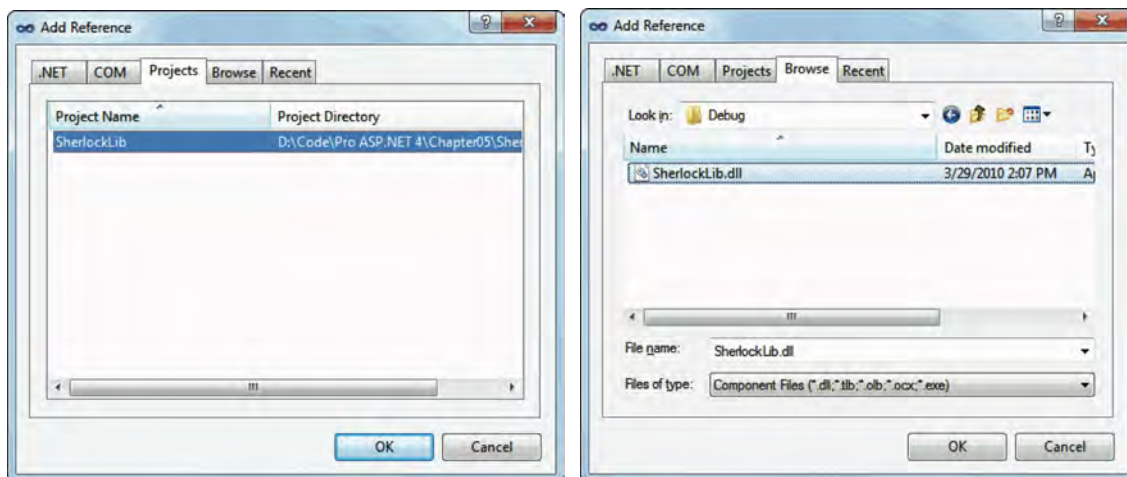 Add Reference
.NET COM Projects Browse Recent
Project Name Project Directory
SherlockLib D:\Code\Pro ASP.NET 4\Chapter05\Sher
OK Cancel
Add Reference
.NET COM Projects Browse Recent
Look in: Debug
Name Date modified Ty
SherlockLib.dll 3/29/2010 2:07 PM Ap
File name: SherlockLib.dll
Files of type: Component Files (*.dll;*.tlb;*.olb;*.ocx;*.exe)
OK Cancel